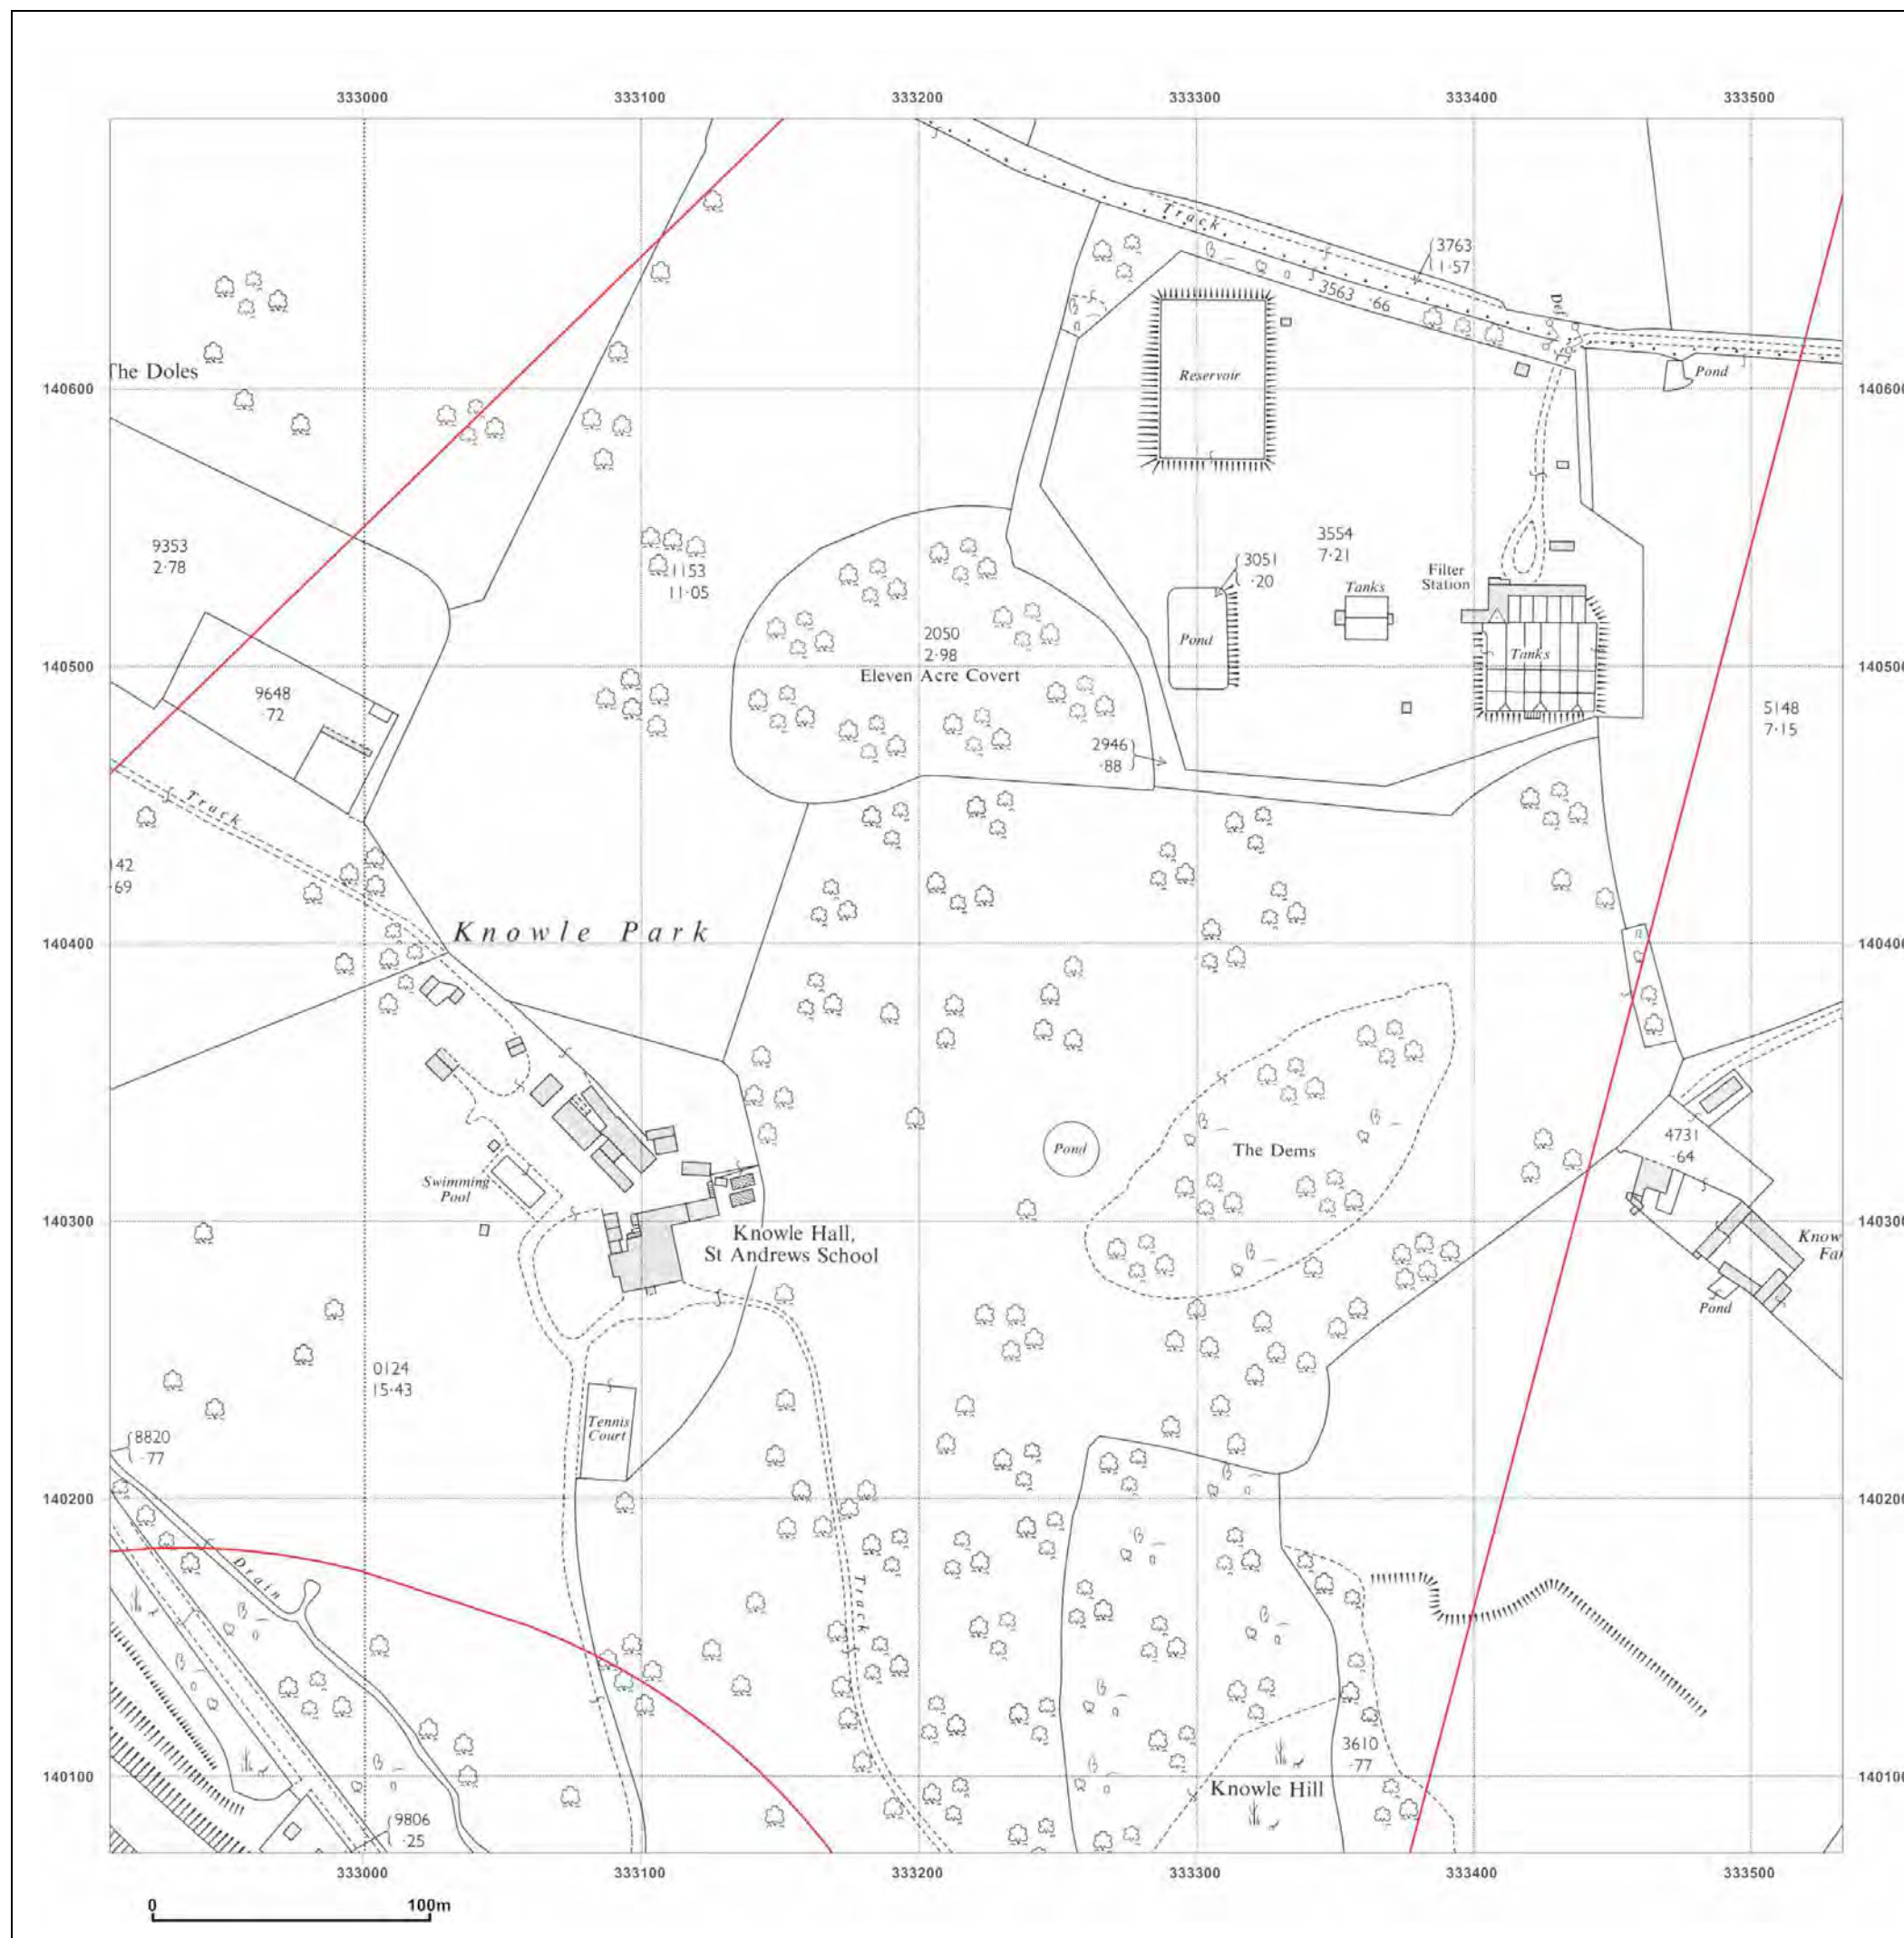 333000 333100 333200 333300 333400 333500
Track
3763
1·57
3563 ·66
Def
The Doles
Reservoir
Pond
140600 140600
9353
2·78
1153
11·05
3554
7·21
3051
·20
Filter
Station
Tanks
2050
2·98
Pond
Tanks
140500 140500
Eleven Acre Covert
9648
·72
5148
7·15
2946
·88
Track
142
·69
Knowle Park
140400 140400
Pond
The Dems
4731
·64
Swimming
Pool
140300 140300
Knowle Hall,
St Andrews School
Know
Fa
Pond
0124
15·43
Tennis
Court
8820
·77
140200 140200
Drain
Track
3610
·77
140100 140100
Knowle Hill
9806
·25
333000 333100 333200 333300 333400 333500
0 100m